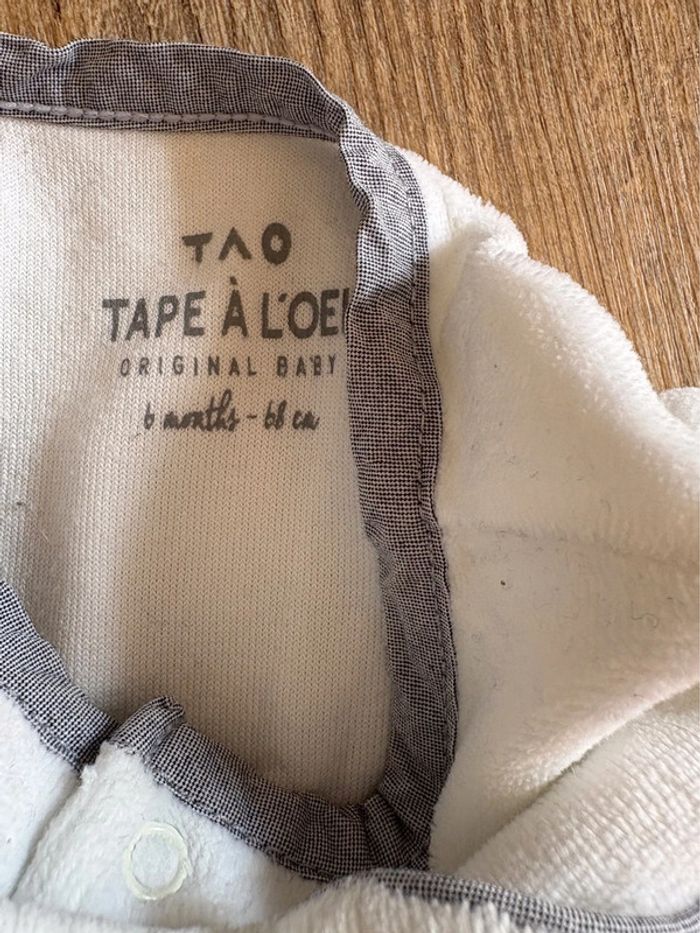 TAO
TAPE À L'OEI
ORIGINAL BABY
6 months - 68 cm